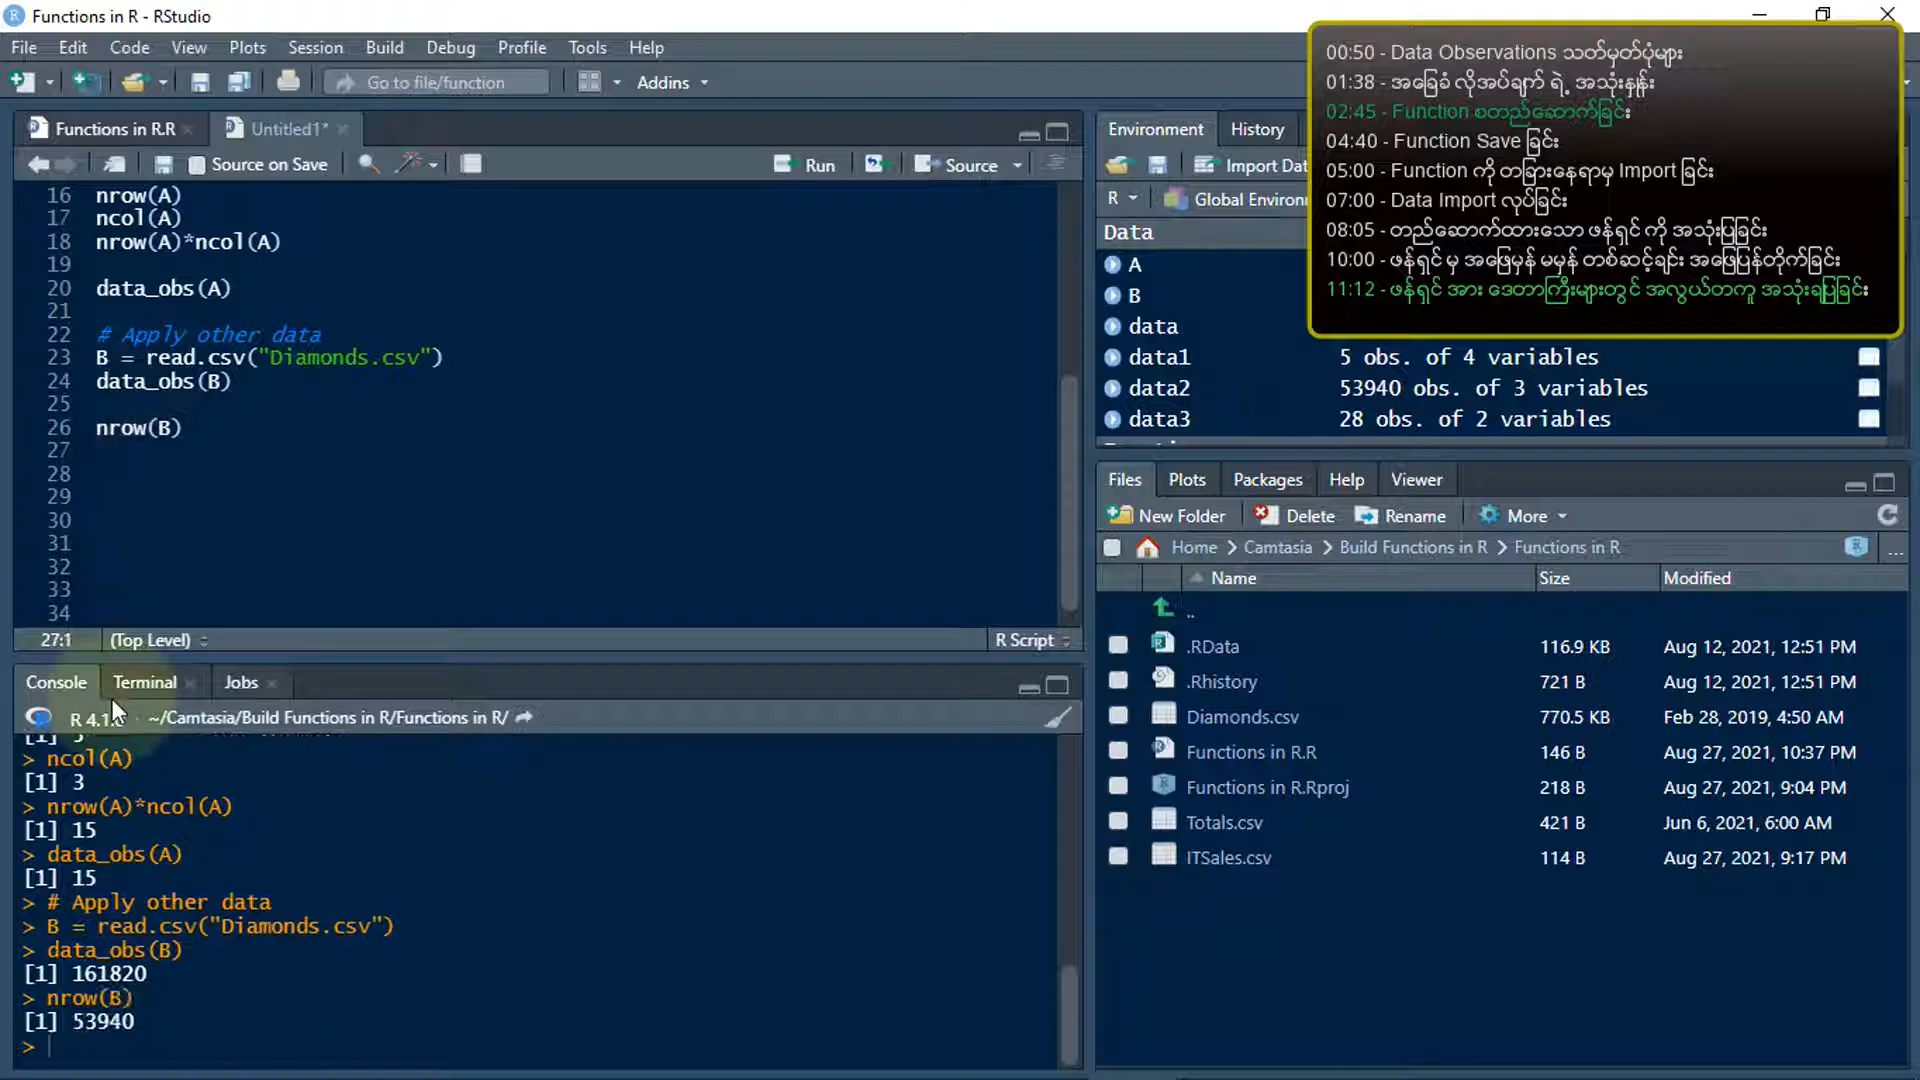 Functions in R - RStudio
File Edit Code View Plots Session Build Debug Profile Tools Help
Go to file/function Addins
Functions in R.R Untitled1*
Source on Save Run Source
16 nrow(A)
17 ncol(A)
18 nrow(A)*ncol(A)
19
20 data_obs(A)
21
22 # Apply other data
23 B = read.csv("Diamonds.csv")
24 data_obs(B)
25
26 nrow(B)
27
28
29
30
31
32
33
34
27:1 (Top Level) R Script
Console Terminal Jobs
R 4.1. ~/Camtasia/Build Functions in R/Functions in R/
> ncol(A)
[1] 3
> nrow(A)*ncol(A)
[1] 15
> data_obs(A)
[1] 15
> # Apply other data
> B = read.csv("Diamonds.csv")
> data_obs(B)
[1] 161820
> nrow(B)
[1] 53940
>
Environment History
Import Dat
R Global Environ
Data
A
B
data
data1 5 obs. of 4 variables
data2 53940 obs. of 3 variables
data3 28 obs. of 2 variables
00:50 - Data Observations သတ်မှတ်ပုံများ
01:38 - အခြေခံ လိုအပ်ချက် ရဲ့ အသုံးနှုန်း
02:45 - Function စတည်ဆောက်ခြင်း
04:40 - Function Save ခြင်း
05:00 - Function ကို တခြားနေရာမှ Import ခြင်း
07:00 - Data Import လုပ်ခြင်း
08:05 - တည်ဆောက်ထားသော ဖန်ရှင် ကို အသုံးပြုခြင်း
10:00 - ဖန်ရှင် မှ အဖြေမှန် မမှန် တစ်ဆင့်ချင်း အဖြေပြန်တိုက်ခြင်း
11:12 - ဖန်ရှင် အား ဒေတာကြီးများတွင် အလွယ်တကူ အသုံးချပြခြင်း
Files Plots Packages Help Viewer
New Folder Delete Rename More
Home Camtasia Build Functions in R Functions in R ...
Name Size Modified
..
.RData 116.9 KB Aug 12, 2021, 12:51 PM
.Rhistory 721 B Aug 12, 2021, 12:51 PM
Diamonds.csv 770.5 KB Feb 28, 2019, 4:50 AM
Functions in R.R 146 B Aug 27, 2021, 10:37 PM
Functions in R.Rproj 218 B Aug 27, 2021, 9:04 PM
Totals.csv 421 B Jun 6, 2021, 6:00 AM
ITSales.csv 114 B Aug 27, 2021, 9:17 PM